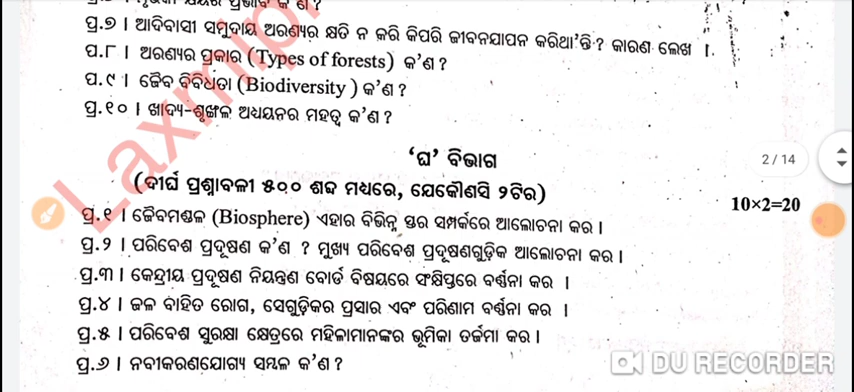 ପ୍ର.୭ । ଆଦିବାସୀ ସମୁଦାୟ ଅରଣ୍ୟର କ୍ଷତି ନ କରି କିପରି ଜୀବନଯାପନ କରିଥା'ନ୍ତି ? କାରଣ ଲେଖ ।
ପ.୮ । ଅରଣ୍ୟର ପ୍ରକାର (Types of forests) କ'ଣ ?
ପ.୯ । ଜୈବ ବିବିଧତା (Biodiversity ) କ'ଣ ?
ପ୍ର.୧୦ । ଖାଦ୍ୟ-ଶୃଙ୍ଖଳ ଅଧ୍ୟୟନର ମହତ୍ୱ କ'ଣ ?
'ଘ' ବିଭାଗ
2 / 14
(ଦୀର୍ଘ ପ୍ରଶ୍ନାବଳୀ ୫୦୦ ଶବ୍ଦ ମଧ୍ୟରେ, ଯେକୌଣସି ୨ଟିର)
10×2=20
ପ୍ର.୧ । ଜୈବମଣ୍ଡଳ (Biosphere) ଏହାର ବିଭିନ୍ନ ସ୍ତର ସମ୍ପର୍କରେ ଆଲୋଚନା କର ।
ପ୍ର.୨ । ପରିବେଶ ପ୍ରଦୂଷଣ କ'ଣ ? ମୁଖ୍ୟ ପରିବେଶ ପ୍ରଦୂଷଣଗୁଡ଼ିକ ଆଲୋଚନା କର ।
ପ୍ର.୩ । କେନ୍ଦ୍ରୀୟ ପ୍ରଦୂଷଣ ନିୟନ୍ତ୍ରଣ ବୋର୍ଡ ବିଷୟରେ ସଂକ୍ଷିପ୍ତରେ ବର୍ଣ୍ଣନା କର ।
ପ୍ର.୪ । ଜଳ ବାହିତ ରୋଗ, ସେଗୁଡ଼ିକର ପ୍ରସାର ଏବଂ ପରିଣାମ ବର୍ଣ୍ଣନା କର ।
ପ୍ର.୫ । ପରିବେଶ ସୁରକ୍ଷା କ୍ଷେତ୍ରରେ ମହିଳାମାନଙ୍କର ଭୂମିକା ତର୍ଜମା କର ।
ପ୍ର.୬ । ନବୀକରଣଯୋଗ୍ୟ ସମ୍ବଳ କ'ଣ ?
DU RECORDER